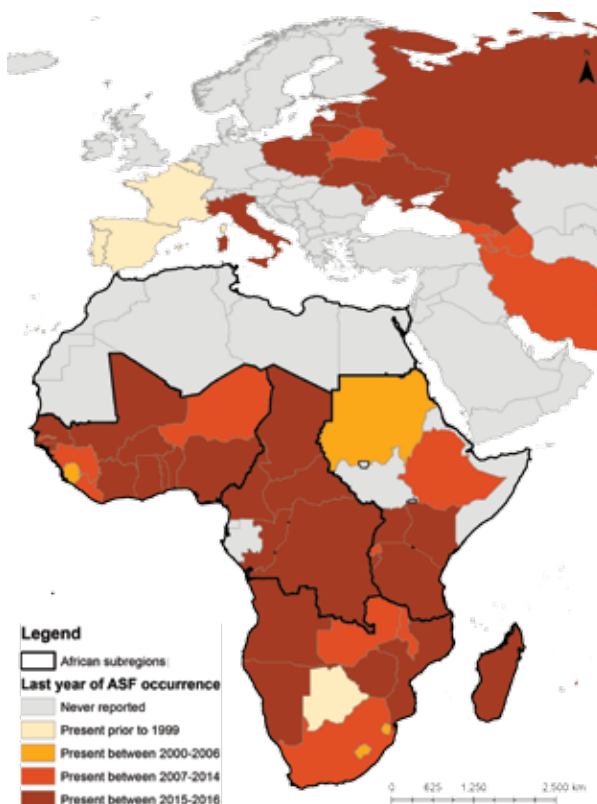 Legend
African subregions
Last year of ASF occurrence
Never reported
Present prior to 1999
Present between 2000-2006
Present between 2007-2014
Present between 2015-2016
0 625 1,250 2,500 km